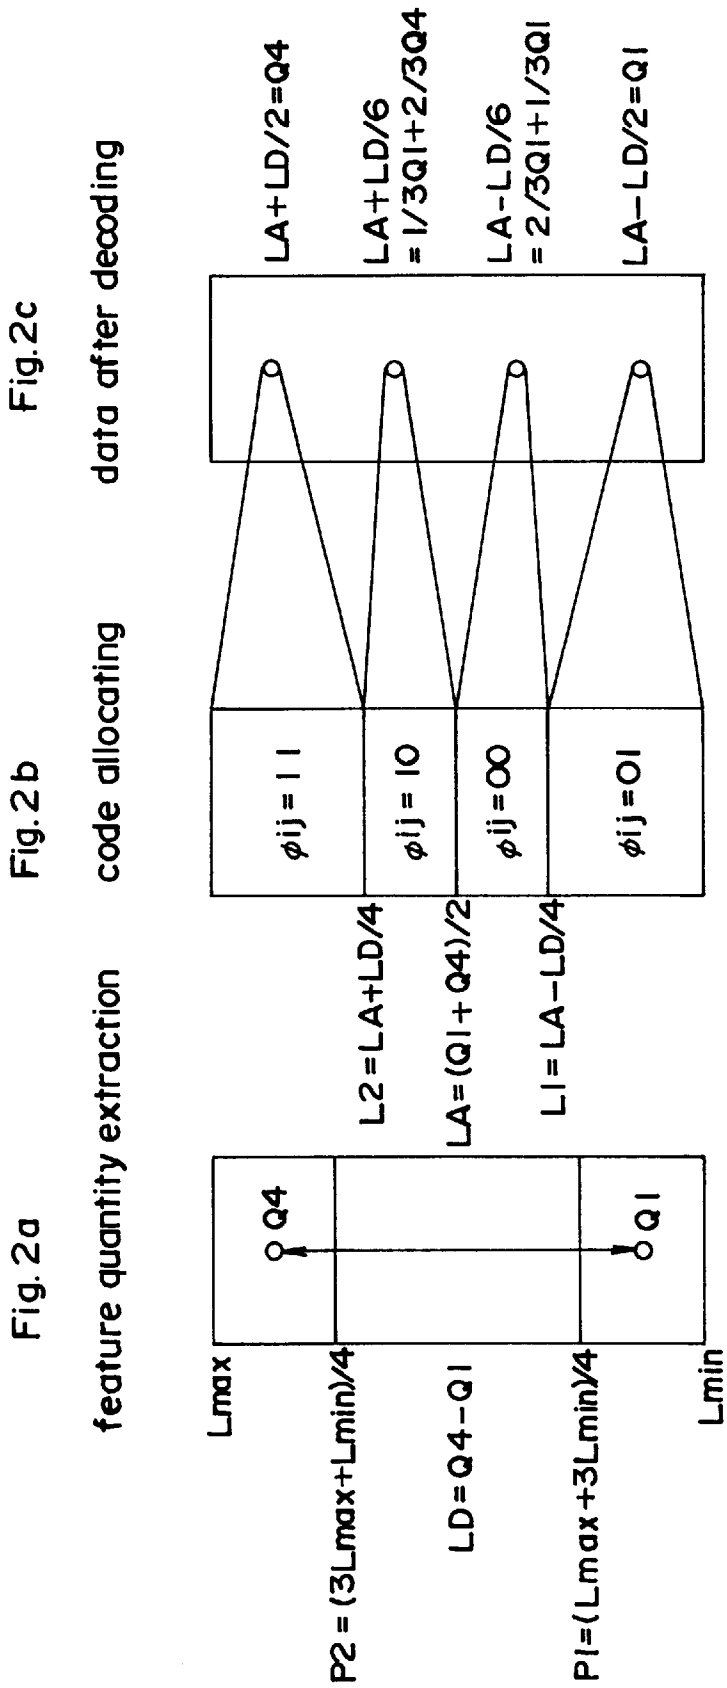 Fig.2a
feature quantity extraction
Lmax
P2=(3Lmax+Lmin)/4
LD=Q4-Q1
P1=(Lmax+3Lmin)/4
Lmin
Q4
Q1
Fig.2b
code allocating
L2=LA+LD/4
LA=(Q1+Q4)/2
L1=LA-LD/4
ϕij=11
ϕij=10
ϕij=00
ϕij=01
Fig.2c
data after decoding
LA+LD/2=Q4
LA+LD/6
=1/3Q1+2/3Q4
LA-LD/6
=2/3Q1+1/3Q1
LA-LD/2=Q1